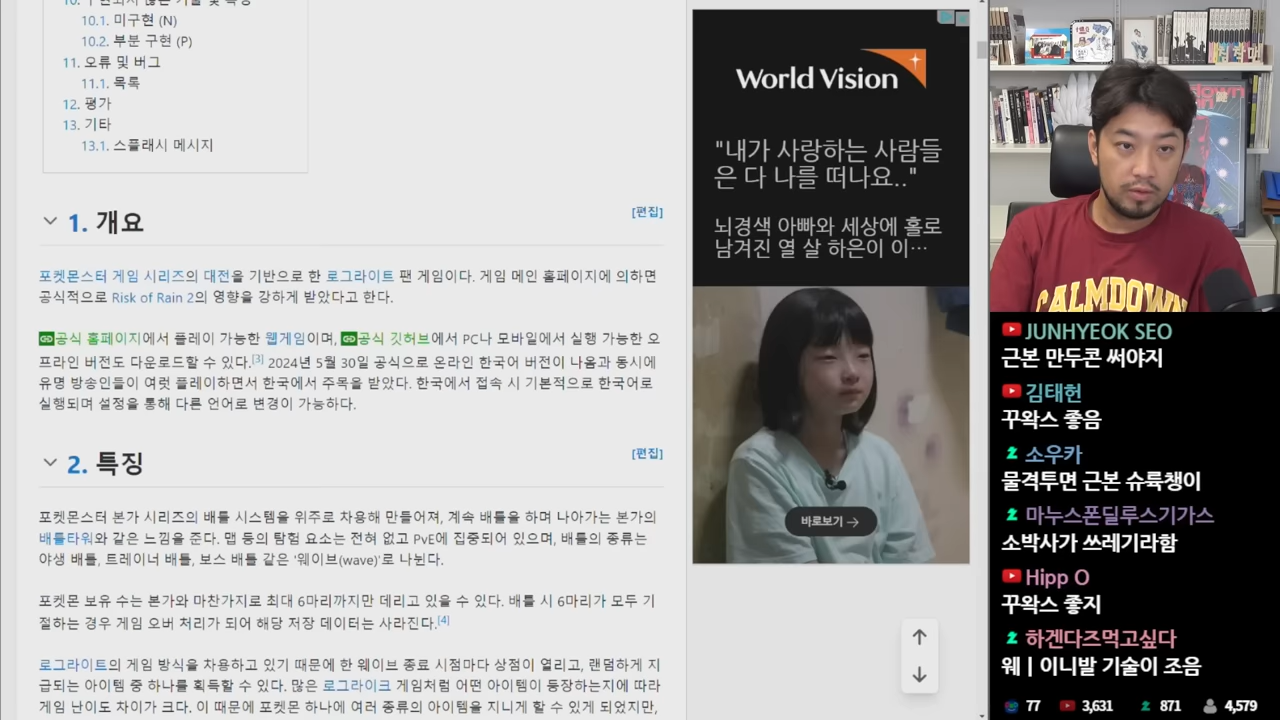 10.1. 미구현 (N)
10.2. 부분 구현 (P)
11. 오류 및 버그
11.1. 목록
12. 평가
13. 기타
13.1. 스플래시 메시지
1. 개요
[편집]
포켓몬스터 게임 시리즈의 대전을 기반으로 한 로그라이트 팬 게임이다. 게임 메인 홈페이지에 의하면
공식적으로 Risk of Rain 2의 영향을 강하게 받았다고 한다.
공식 홈페이지에서 플레이 가능한 웹게임이며, 공식 깃허브에서 PC나 모바일에서 실행 가능한 오
프라인 버전도 다운로드할 수 있다.[3] 2024년 5월 30일 공식으로 온라인 한국어 버전이 나옴과 동시에
유명 방송인들이 여럿 플레이하면서 한국에서 주목을 받았다. 한국에서 접속 시 기본적으로 한국어로
실행되며 설정을 통해 다른 언어로 변경이 가능하다.
2. 특징
[편집]
포켓몬스터 본가 시리즈의 배틀 시스템을 위주로 차용해 만들어져, 계속 배틀을 하며 나아가는 본가의
배틀타워와 같은 느낌을 준다. 맵 등의 탐험 요소는 전혀 없고 PvE에 집중되어 있으며, 배틀의 종류는
야생 배틀, 트레이너 배틀, 보스 배틀 같은 '웨이브(wave)'로 나뉜다.
포켓몬 보유 수는 본가와 마찬가지로 최대 6마리까지만 데리고 있을 수 있다. 배틀 시 6마리가 모두 기
절하는 경우 게임 오버 처리가 되어 해당 저장 데이터는 사라진다.[4]
로그라이트의 게임 방식을 차용하고 있기 때문에 한 웨이브 종료 시점마다 상점이 열리고, 랜덤하게 지
급되는 아이템 중 하나를 획득할 수 있다. 많은 로그라이크 게임처럼 어떤 아이템이 등장하는지에 따라
게임 난이도 차이가 크다. 이 때문에 포켓몬 하나에 여러 종류의 아이템을 지니게 할 수 있게 되었지만,
World Vision
"내가 사랑하는 사람들
은 다 나를 떠나요.."
뇌경색 아빠와 세상에 홀로
남겨진 열 살 하은이 이…
바로보기 →
CALMDOWN
JUNHYEOK SEO
근본 만두콘 써야지
김태헌
꾸왁스 좋음
소우카
물격투면 근본 슈륙챙이
마누스폰딜루스기가스
소박사가 쓰레기라함
Hipp O
꾸왁스 좋지
하겐다즈먹고싶다
웨 | 이니발 기술이 조음
77 3,631 871 4,579